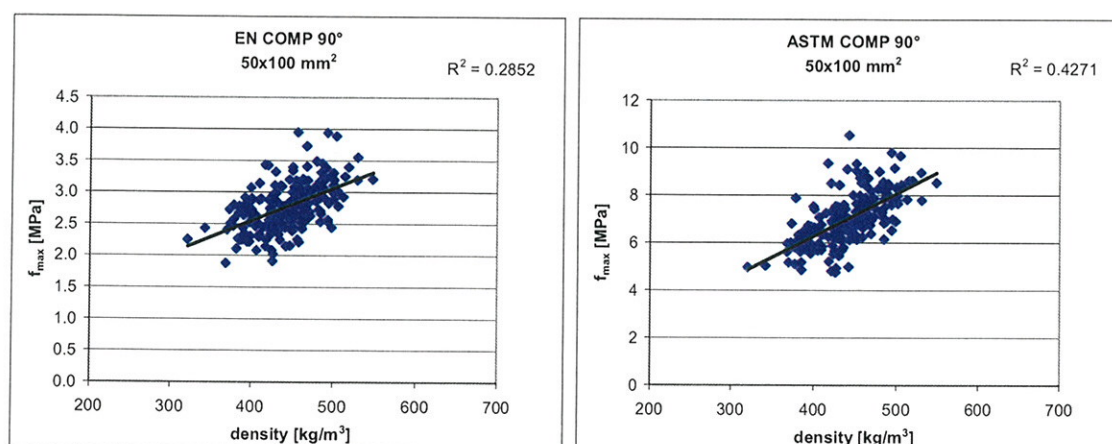 EN COMP 90°
50x100 mm²
R² = 0.2852
4.5
4.0
3.5
3.0
2.5
2.0
1.5
1.0
0.5
0.0
f_max [MPa]
200 300 400 500 600 700
density [kg/m³]
ASTM COMP 90°
50x100 mm²
R² = 0.4271
12
10
8
6
4
2
0
f_max [MPa]
200 300 400 500 600 700
density [kg/m³]